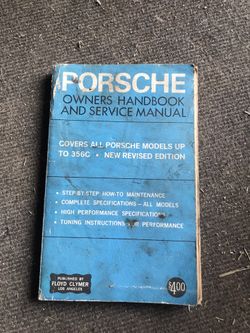 PORSCHE
OWNERS HANDBOOK
AND SERVICE MANUAL
COVERS ALL PORSCHE MODELS UP
TO 356C • NEW REVISED EDITION
• STEP-BY-STEP HOW-TO MAINTENANCE
• COMPLETE SPECIFICATIONS—ALL MODELS
• HIGH PERFORMANCE SPECIFICATIONS
• TUNING INSTRUCTIONS FOR PERFORMANCE
PUBLISHED BY
FLOYD CLYMER
LOS ANGELES
$4.00